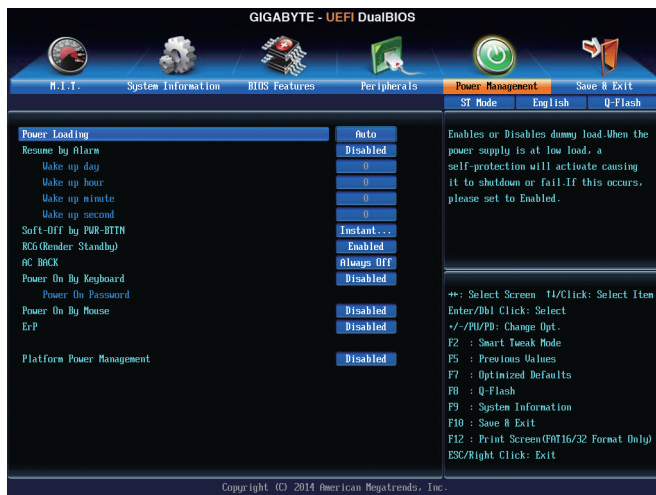 GIGABYTE - UEFI DualBIOS
M.I.T. System Information BIOS Features Peripherals Power Management Save & Exit
ST Mode English Q-Flash
Power Loading Auto
Resume by Alarm Disabled
Wake up day 0
Wake up hour 0
Wake up minute 0
Wake up second 0
Soft-Off by PWR-BTTN Instant...
RC6(Render Standby) Enabled
AC BACK Always Off
Power On By Keyboard Disabled
Power On Password
Power On By Mouse Disabled
ErP Disabled
Platform Power Management Disabled
Enables or Disables dummy load.When the
power supply is at low load, a
self-protection will activate causing
it to shutdown or fail.If this occurs,
please set to Enabled.
→←: Select Screen ↑↓/Click: Select Item
Enter/Dbl Click: Select
+/-/PU/PD: Change Opt.
F2 : Smart Tweak Mode
F5 : Previous Values
F7 : Optimized Defaults
F8 : Q-Flash
F9 : System Information
F10 : Save & Exit
F12 : Print Screen(FAT16/32 Format Only)
ESC/Right Click: Exit
Copyright (C) 2014 American Megatrends, Inc.